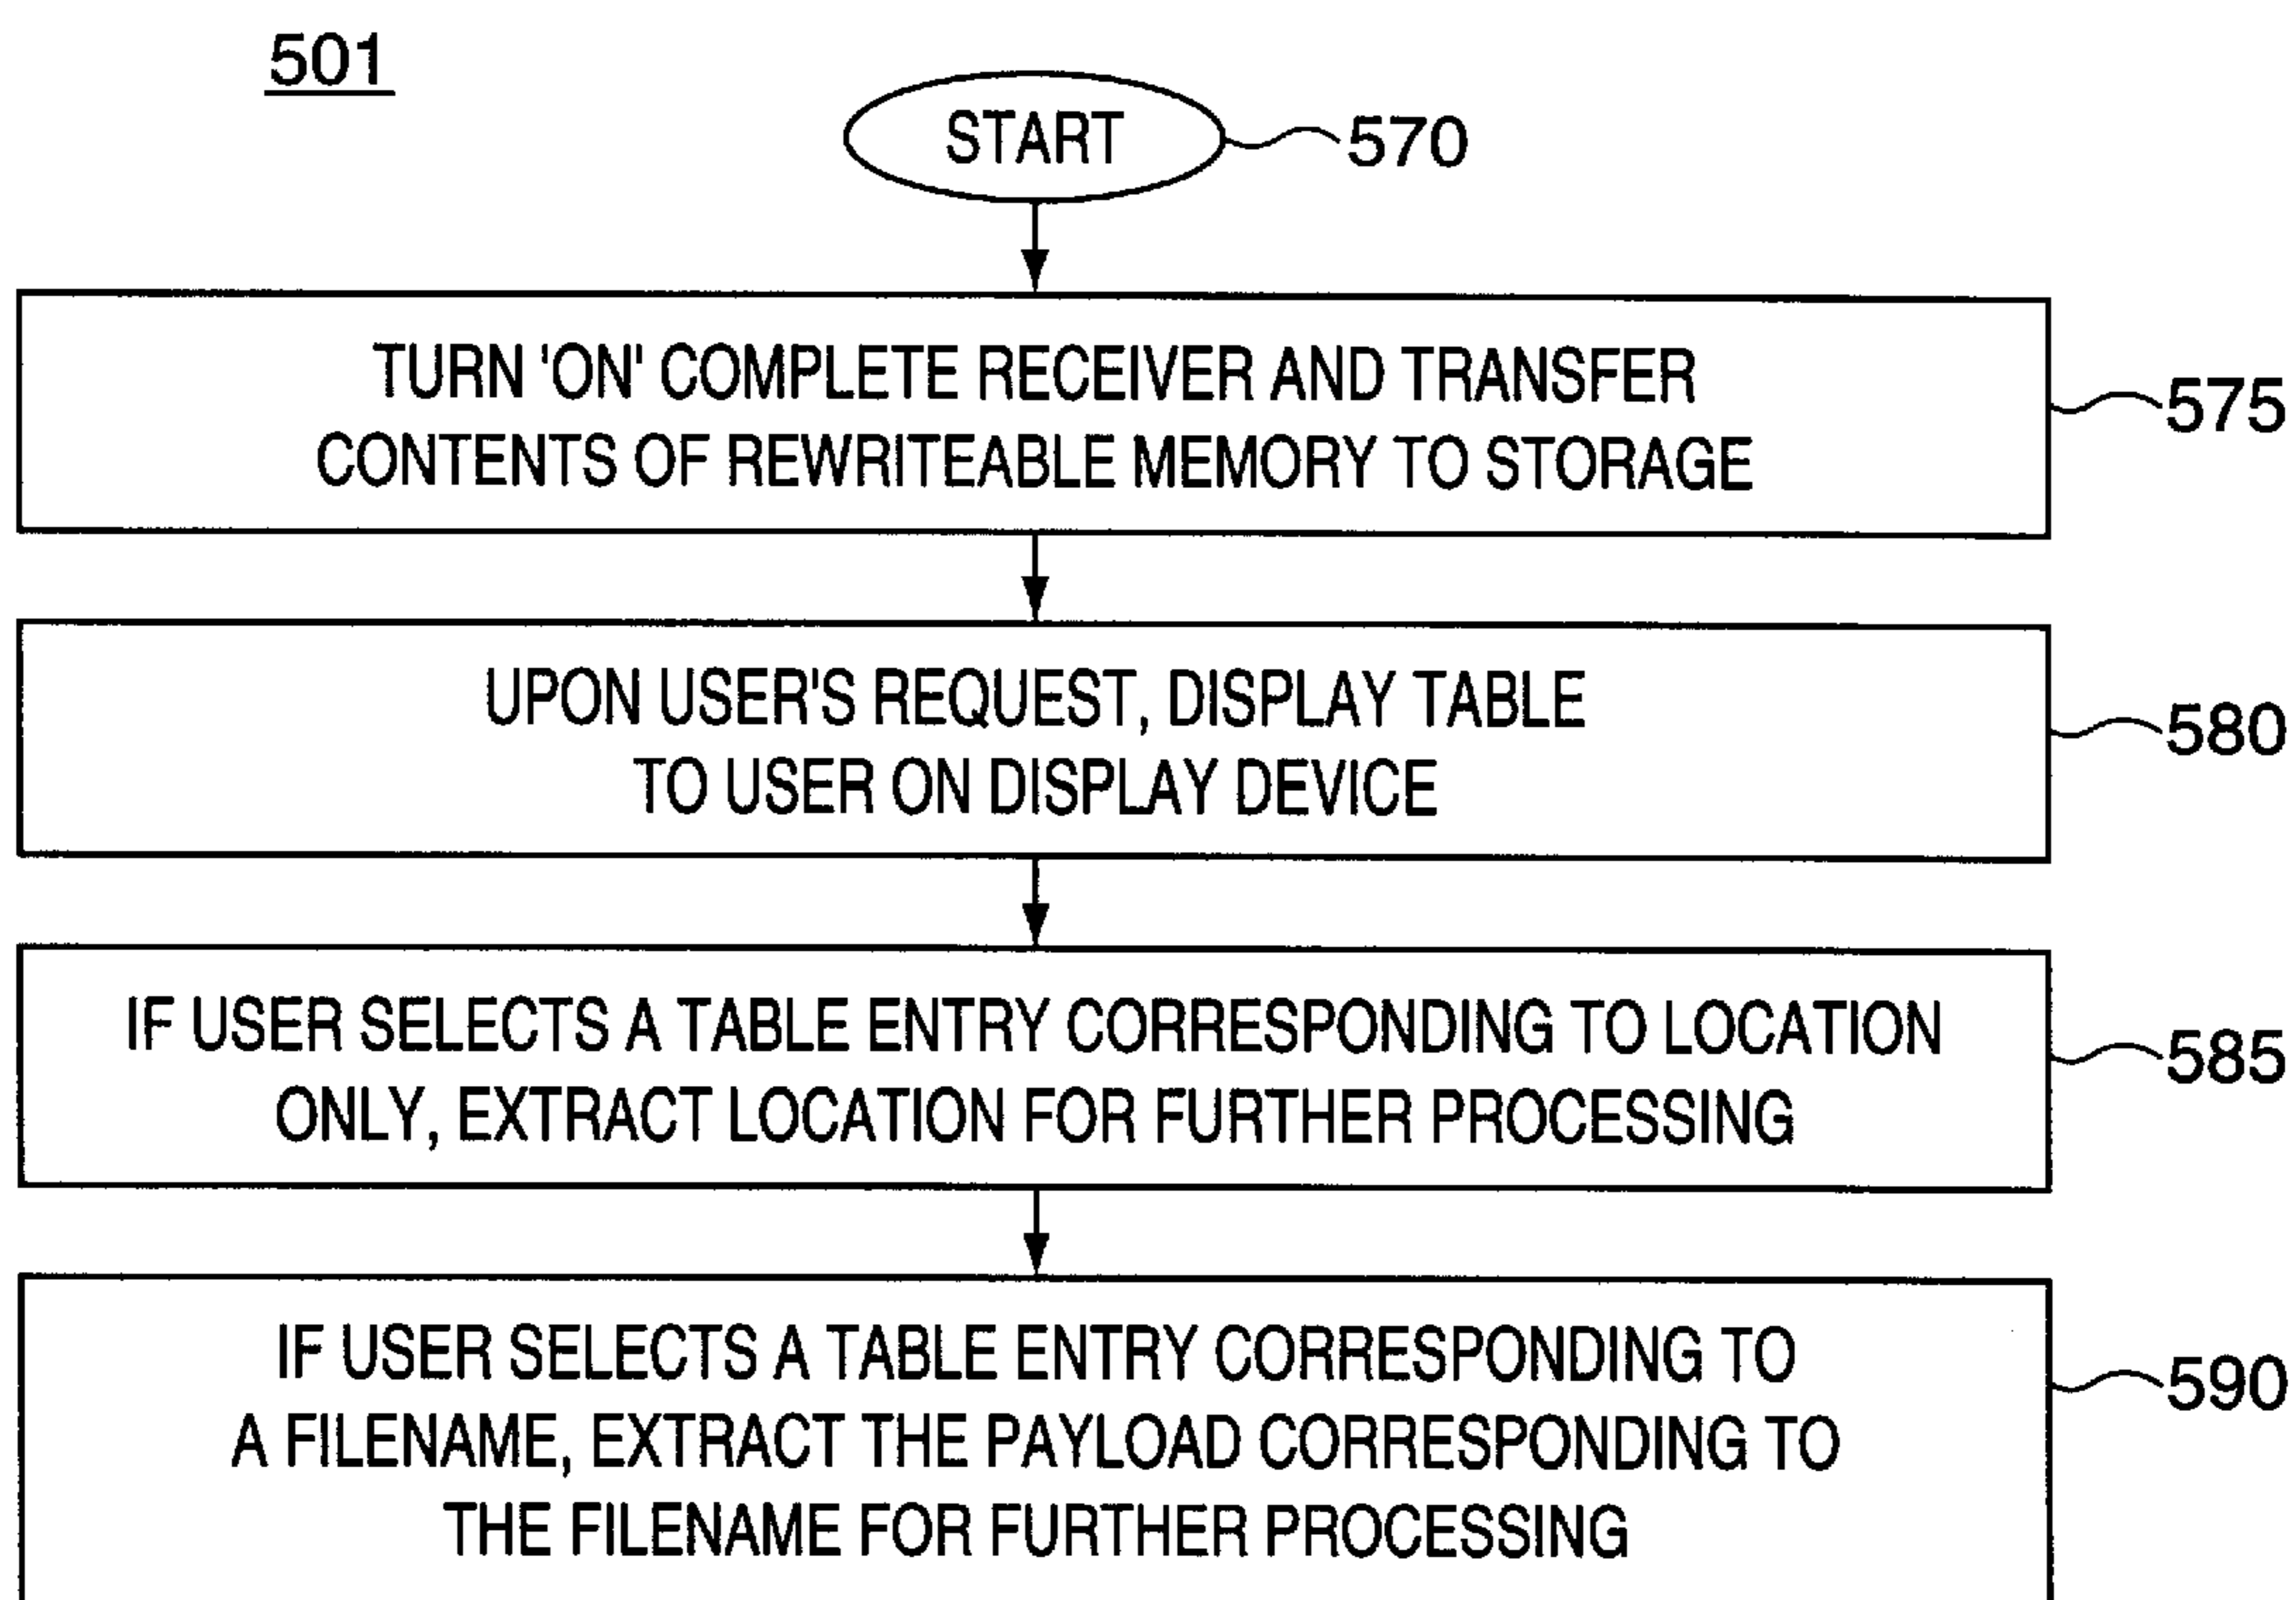 501
START
570
TURN 'ON' COMPLETE RECEIVER AND TRANSFER
CONTENTS OF REWRITEABLE MEMORY TO STORAGE
575
UPON USER'S REQUEST, DISPLAY TABLE
TO USER ON DISPLAY DEVICE
580
IF USER SELECTS A TABLE ENTRY CORRESPONDING TO LOCATION
ONLY, EXTRACT LOCATION FOR FURTHER PROCESSING
585
IF USER SELECTS A TABLE ENTRY CORRESPONDING TO
A FILENAME, EXTRACT THE PAYLOAD CORRESPONDING TO
THE FILENAME FOR FURTHER PROCESSING
590